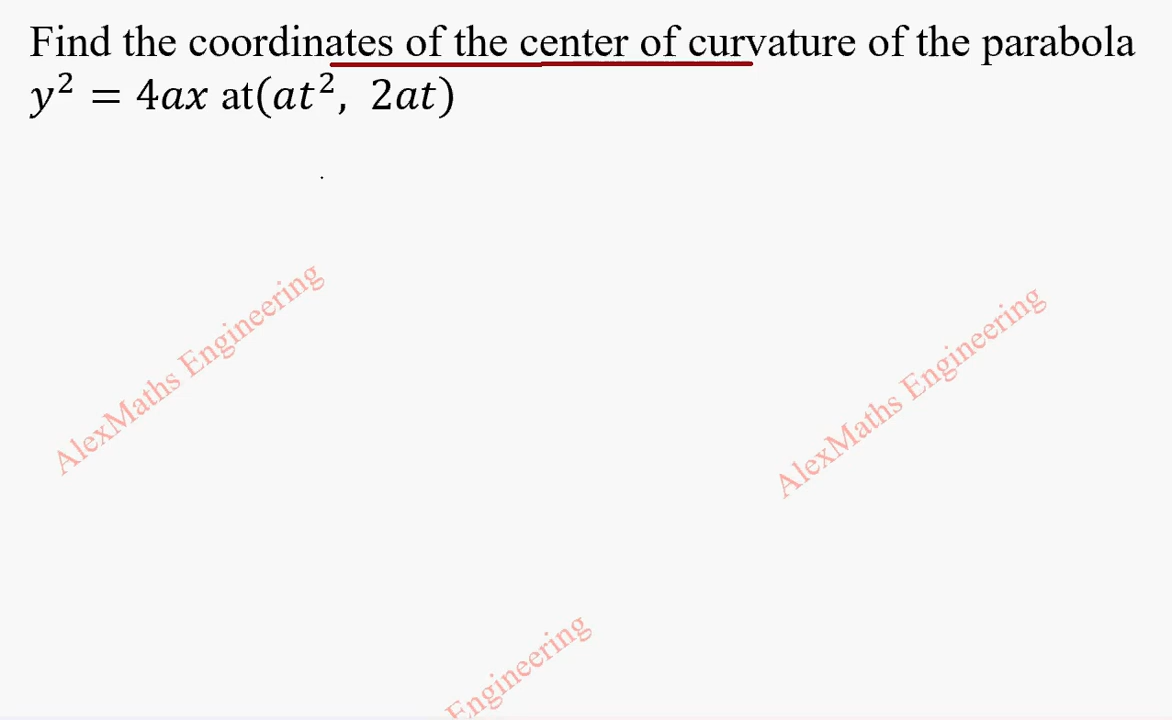 Find the coordinates of the center of curvature of the parabola
𝑦² = 4𝑎𝑥 at(𝑎𝑡², 2𝑎𝑡)
AlexMaths Engineering
AlexMaths Engineering
Engineering